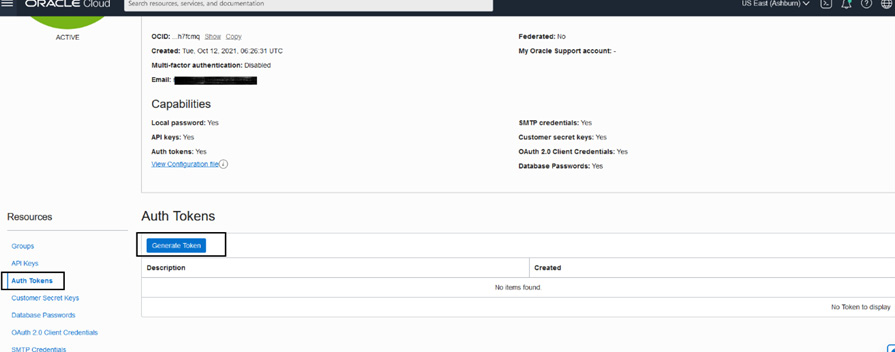 ORACLE Cloud
Search resources, services, and documentation
US East (Ashburn)
ACTIVE
OCID: ...h7fcmq Show Copy
Federated: No
Created: Tue, Oct 12, 2021, 06:26:31 UTC
My Oracle Support account: -
Multi-factor authentication: Disabled
Email:
Capabilities
Local password: Yes
SMTP credentials: Yes
API keys: Yes
Customer secret keys: Yes
Auth tokens: Yes
OAuth 2.0 Client Credentials: Yes
View Configuration file
Database Passwords: Yes
Resources
Auth Tokens
Groups
Generate Token
API Keys
Description
Created
Auth Tokens
No items found.
Customer Secret Keys
No Token to display
Database Passwords
OAuth 2.0 Client Credentials
SMTP Credentials